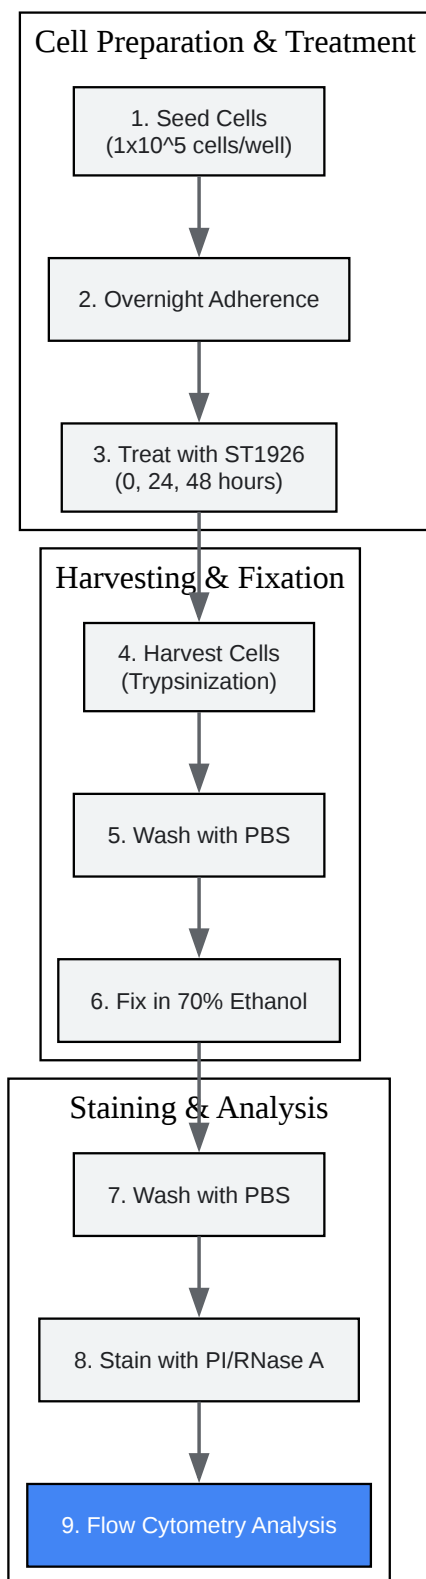 Cell Preparation & Treatment
1. Seed Cells
(1x10^5 cells/well)
2. Overnight Adherence
3. Treat with ST1926
(0, 24, 48 hours)
Harvesting & Fixation
4. Harvest Cells
(Trypsinization)
5. Wash with PBS
6. Fix in 70% Ethanol
Staining & Analysis
7. Wash with PBS
8. Stain with PI/RNase A
9. Flow Cytometry Analysis